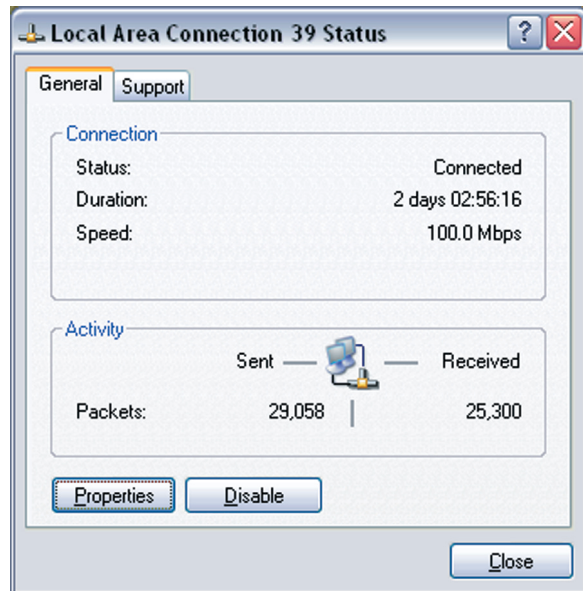 Local Area Connection 39 Status
General Support
Connection
Status: Connected
Duration: 2 days 02:56:16
Speed: 100.0 Mbps
Activity
Sent Received
Packets: 29,058 25,300
Properties Disable
Close